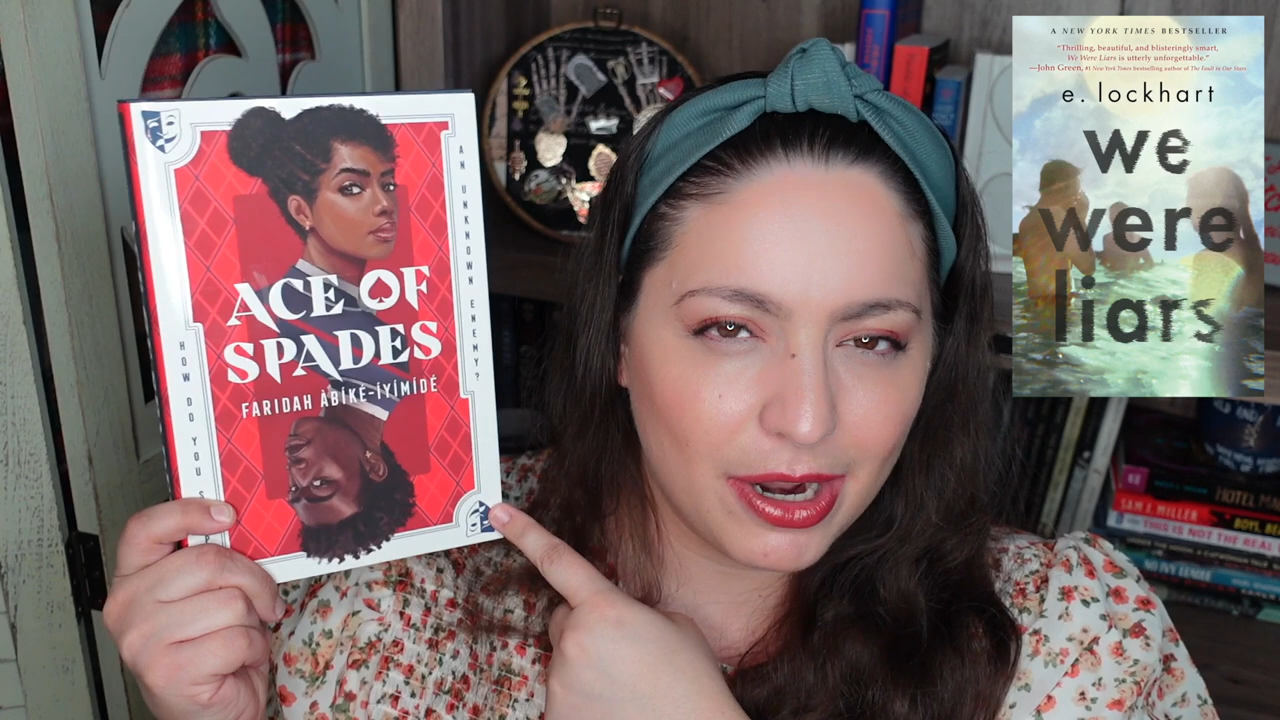 ACE OF
SPADES
FARIDAH ÀBÍKÉ-ÍYÍMÍDÉ
AN UNKNOWN ENEMY?
HOW DO YOU S
A NEW YORK TIMES BESTSELLER
"Thrilling, beautiful, and blisteringly smart,
We Were Liars is utterly unforgettable."
—John Green, #1 New York Times bestselling author of The Fault in Our Stars
e. lockhart
we
were
liars
HOTEL
SAM J. MILLER
BOYS,
THIS IS NOT THE REAL